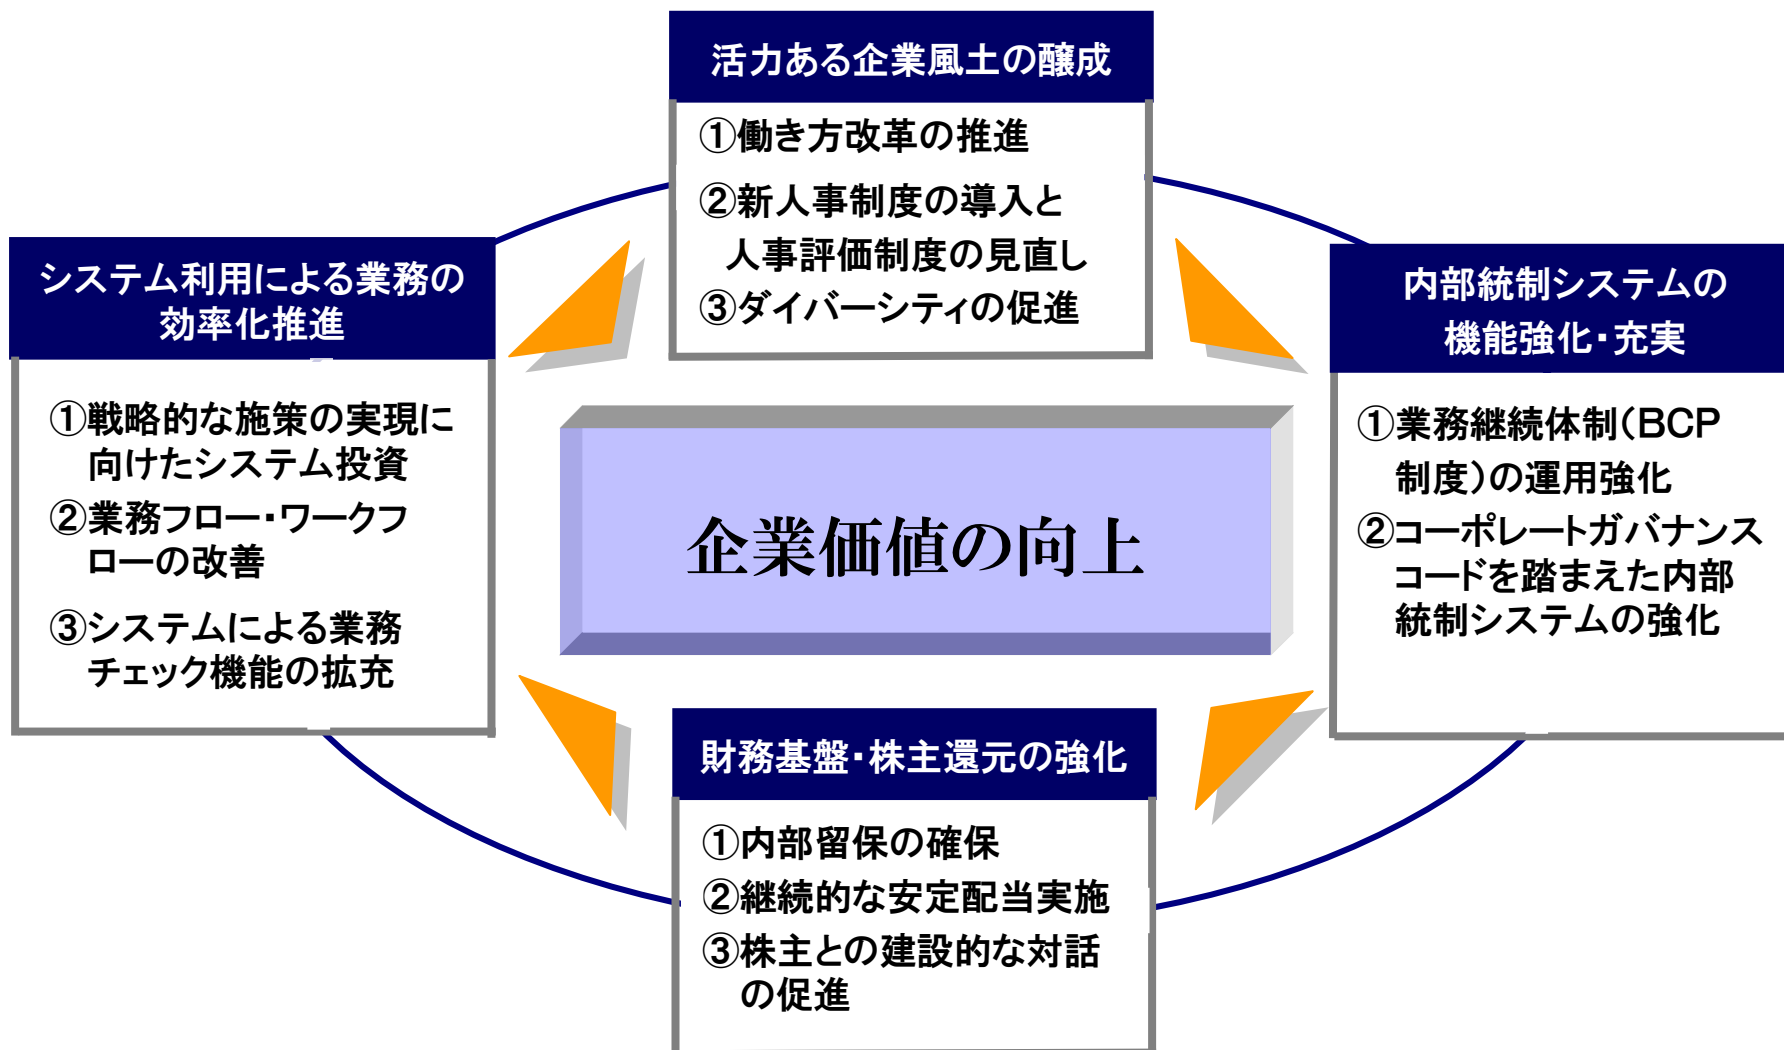 活力ある企業風土の醸成
①働き方改革の推進
②新人事制度の導入と
人事評価制度の見直し
③ダイバーシティの促進
システム利用による業務の
効率化推進
①戦略的な施策の実現に
向けたシステム投資
②業務フロー・ワークフ
ローの改善
③システムによる業務
チェック機能の拡充
内部統制システムの
機能強化・充実
①業務継続体制(BCP
制度)の運用強化
②コーポレートガバナンス
コードを踏まえた内部
統制システムの強化
企業価値の向上
財務基盤・株主還元の強化
①内部留保の確保
②継続的な安定配当実施
③株主との建設的な対話
の促進